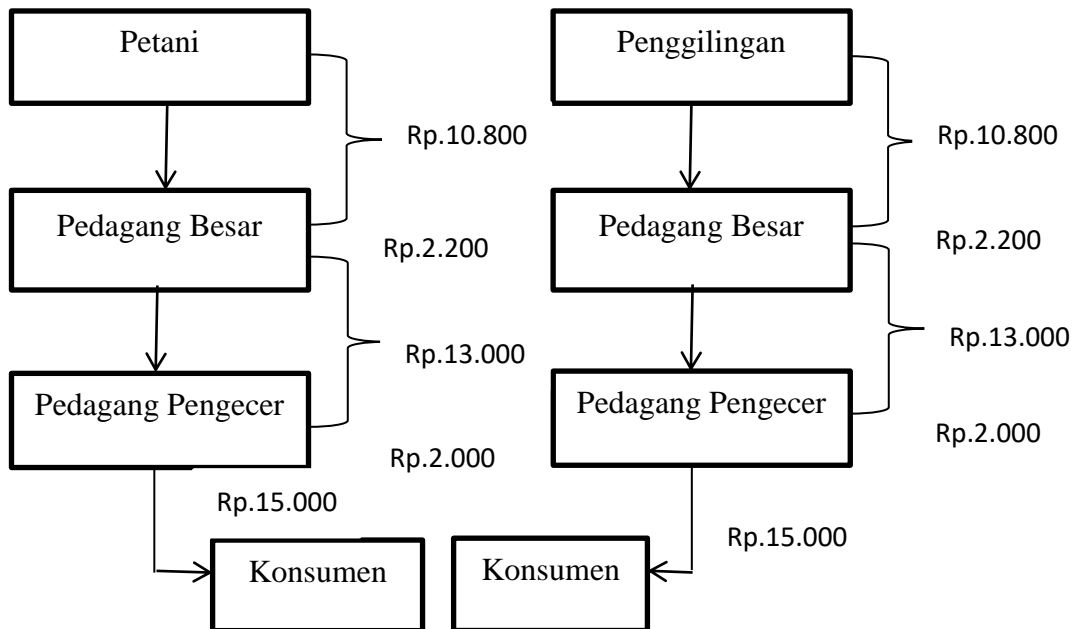 Petani
Rp.10.800
Pedagang Besar
Rp.2.200
Rp.13.000
Pedagang Pengecer
Rp.2.000
Rp.15.000
Konsumen
Penggilingan
Rp.10.800
Pedagang Besar
Rp.2.200
Rp.13.000
Pedagang Pengecer
Rp.2.000
Rp.15.000
Konsumen